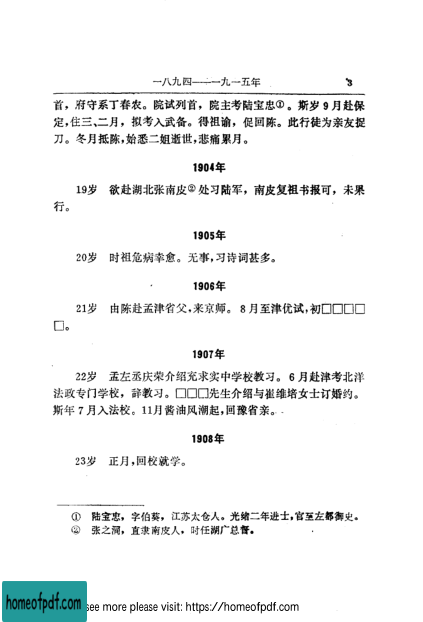 一八九四——一九一五年 3
首，府守系丁春农。院试列首，院主考陆宝忠①。斯岁9月赴保
定，住三、二月，拟考入武备。得祖谕，促回陈。此行徒为亲友捉
刀。冬月抵陈，始悉二姐逝世，悲痛累月。
1904年
19岁 欲赴湖北张南皮②处习陆军，南皮复祖书报可，未果
行。
1905年
20岁 时祖危病幸愈。无事，习诗词甚多。
1906年
21岁 由陈赴孟津省父，来京师。8月至津优试，初□□□□
□。
1907年
22岁 孟左丞庆荣介绍充求实中学校教习。6月赴津考北洋
法政专门学校，辞教习。□□□先生介绍与崔维培女士订婚约。
斯年7月入法校。11月酱油风潮起，回豫省亲。
1908年
23岁 正月，回校就学。
① 陆宝忠，字伯葵，江苏太仓人。光绪二年进士，官至左都御史。
② 张之洞，直隶南皮人，时任湖广总督。
homeofpdf.com
see more please visit: https://homeofpdf.com